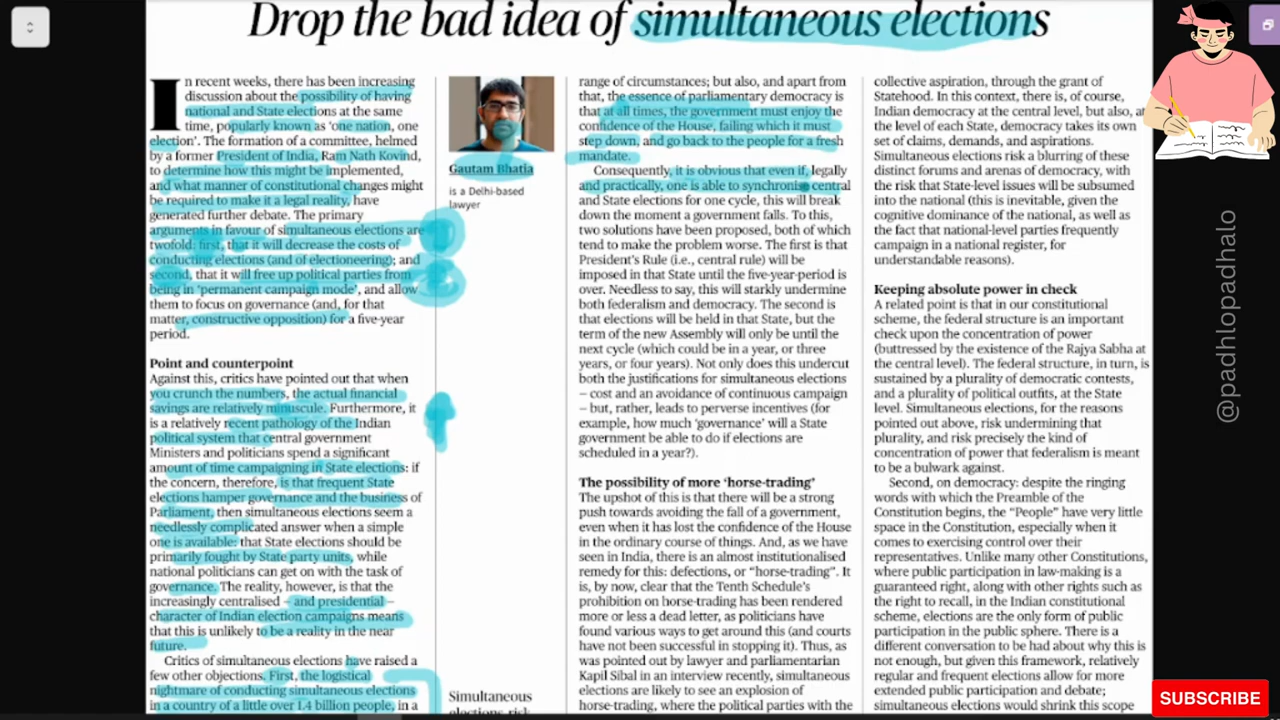 Drop the bad idea of simultaneous elections
In recent weeks, there has been increasing
discussion about the possibility of having
national and State elections at the same
time, popularly known as ‘one nation, one
election’. The formation of a committee, helmed
by a former President of India, Ram Nath Kovind,
to determine how this might be implemented,
and what manner of constitutional changes might
be required to make it a legal reality, have
generated further debate. The primary
arguments in favour of simultaneous elections are
twofold: first, that it will decrease the costs of
conducting elections (and of electioneering); and
second, that it will free up political parties from
being in ‘permanent campaign mode’, and allow
them to focus on governance (and, for that
matter, constructive opposition) for a five-year
period.
Point and counterpoint
Against this, critics have pointed out that when
you crunch the numbers, the actual financial
savings are relatively minuscule. Furthermore, it
is a relatively recent pathology of the Indian
political system that central government
Ministers and politicians spend a significant
amount of time campaigning in State elections: if
the concern, therefore, is that frequent State
elections hamper governance and the business of
Parliament, then simultaneous elections seem a
needlessly complicated answer when a simple
one is available: that State elections should be
primarily fought by State party units, while
national politicians can get on with the task of
governance. The reality, however, is that the
increasingly centralised – and presidential –
character of Indian election campaigns means
that this is unlikely to be a reality in the near
future.
Critics of simultaneous elections have raised a
few other objections. First, the logistical
nightmare of conducting simultaneous elections
in a country of a little over 1.4 billion people, in a
Gautam Bhatia
is a Delhi-based
lawyer
Simultaneous
elections risk
range of circumstances; but also, and apart from
that, the essence of parliamentary democracy is
that at all times, the government must enjoy the
confidence of the House, failing which it must
step down, and go back to the people for a fresh
mandate.
Consequently, it is obvious that even if, legally
and practically, one is able to synchronise central
and State elections for one cycle, this will break
down the moment a government falls. To this,
two solutions have been proposed, both of which
tend to make the problem worse. The first is that
President’s Rule (i.e., central rule) will be
imposed in that State until the five-year-period is
over. Needless to say, this will starkly undermine
both federalism and democracy. The second is
that elections will be held in that State, but the
term of the new Assembly will only be until the
next cycle (which could be in a year, or three
years, or four years). Not only does this undercut
both the justifications for simultaneous elections
– cost and an avoidance of continuous campaign
– but, rather, leads to perverse incentives (for
example, how much ‘governance’ will a State
government be able to do if elections are
scheduled in a year?).
The possibility of more ‘horse-trading’
The upshot of this is that there will be a strong
push towards avoiding the fall of a government,
even when it has lost the confidence of the House
in the ordinary course of things. And, as we have
seen in India, there is an almost institutionalised
remedy for this: defections, or “horse-trading”. It
is, by now, clear that the Tenth Schedule’s
prohibition on horse-trading has been rendered
more or less a dead letter, as politicians have
found various ways to get around this (and courts
have not been successful in stopping it). Thus, as
was pointed out by lawyer and parliamentarian
Kapil Sibal in an interview recently, simultaneous
elections are likely to see an explosion of
horse-trading, where the political parties with the
collective aspiration, through the grant of
Statehood. In this context, there is, of course,
Indian democracy at the central level, but also, at
the level of each State, democracy takes its own
set of claims, demands, and aspirations.
Simultaneous elections risk a blurring of these
distinct forums and arenas of democracy, with
the risk that State-level issues will be subsumed
into the national (this is inevitable, given the
cognitive dominance of the national, as well as
the fact that national-level parties frequently
campaign in a national register, for
understandable reasons).
Keeping absolute power in check
A related point is that in our constitutional
scheme, the federal structure is an important
check upon the concentration of power
(buttressed by the existence of the Rajya Sabha at
the central level). The federal structure, in turn, is
sustained by a plurality of democratic contests,
and a plurality of political outfits, at the State
level. Simultaneous elections, for the reasons
pointed out above, risk undermining that
plurality, and risk precisely the kind of
concentration of power that federalism is meant
to be a bulwark against.
Second, on democracy: despite the ringing
words with which the Preamble of the
Constitution begins, the “People” have very little
space in the Constitution, especially when it
comes to exercising control over their
representatives. Unlike many other Constitutions,
where public participation in law-making is a
guaranteed right, along with other rights such as
the right to recall, in the Indian constitutional
scheme, elections are the only form of public
participation in the public sphere. There is a
different conversation to be had about why this is
not enough, but given this framework, relatively
regular and frequent elections allow for more
extended public participation and debate;
simultaneous elections would shrink this scope
@padhlopadhalo
SUBSCRIBE